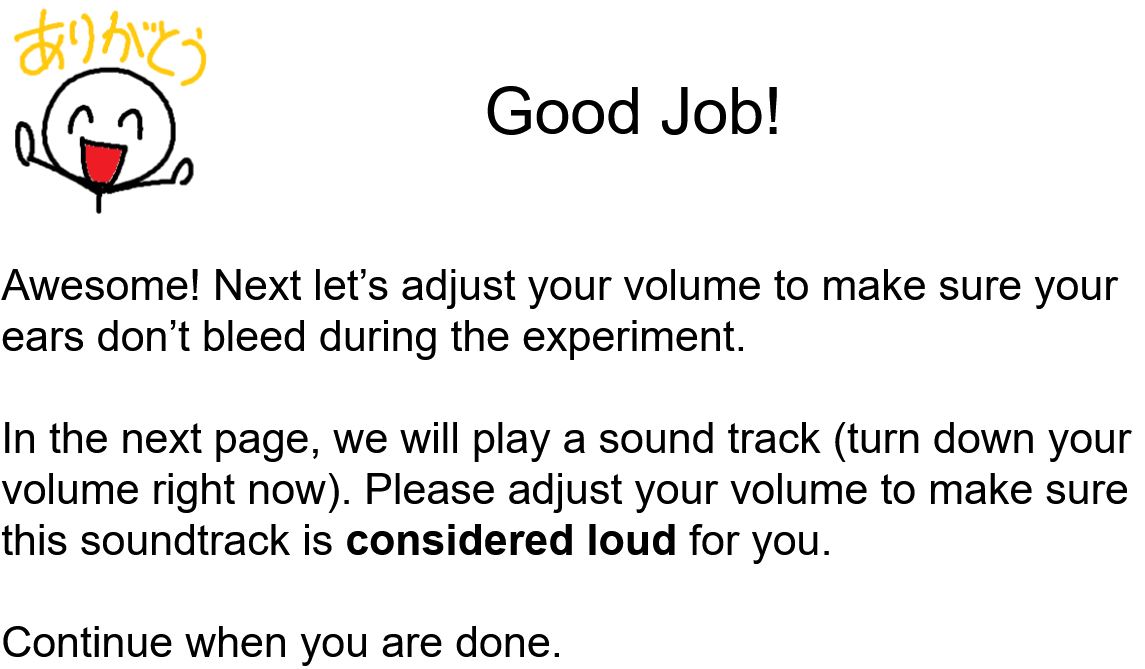 ありがとう
Good Job!
Awesome! Next let’s adjust your volume to make sure your
ears don’t bleed during the experiment.
In the next page, we will play a sound track (turn down your
volume right now). Please adjust your volume to make sure
this soundtrack is considered loud for you.
Continue when you are done.